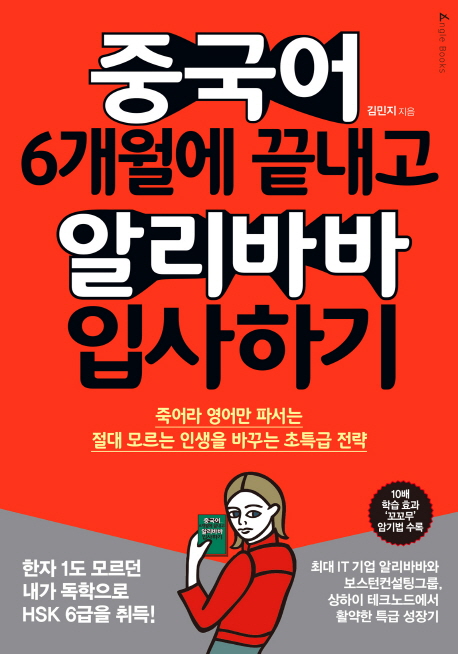 Angle Books
중국어
김민지 지음
6개월에 끝내고
알리바바
입사하기
죽어라 영어만 파서는
절대 모르는 인생을 바꾸는 초특급 전략
10배
학습 효과
‘꼬꼬무’
암기법 수록
중국어
알리바바
입사하기
한자 1도 모르던
내가 독학으로
HSK 6급을 취득!
최대 IT 기업 알리바바와
보스턴컨설팅그룹,
상하이 테크노드에서
활약한 특급 성장기